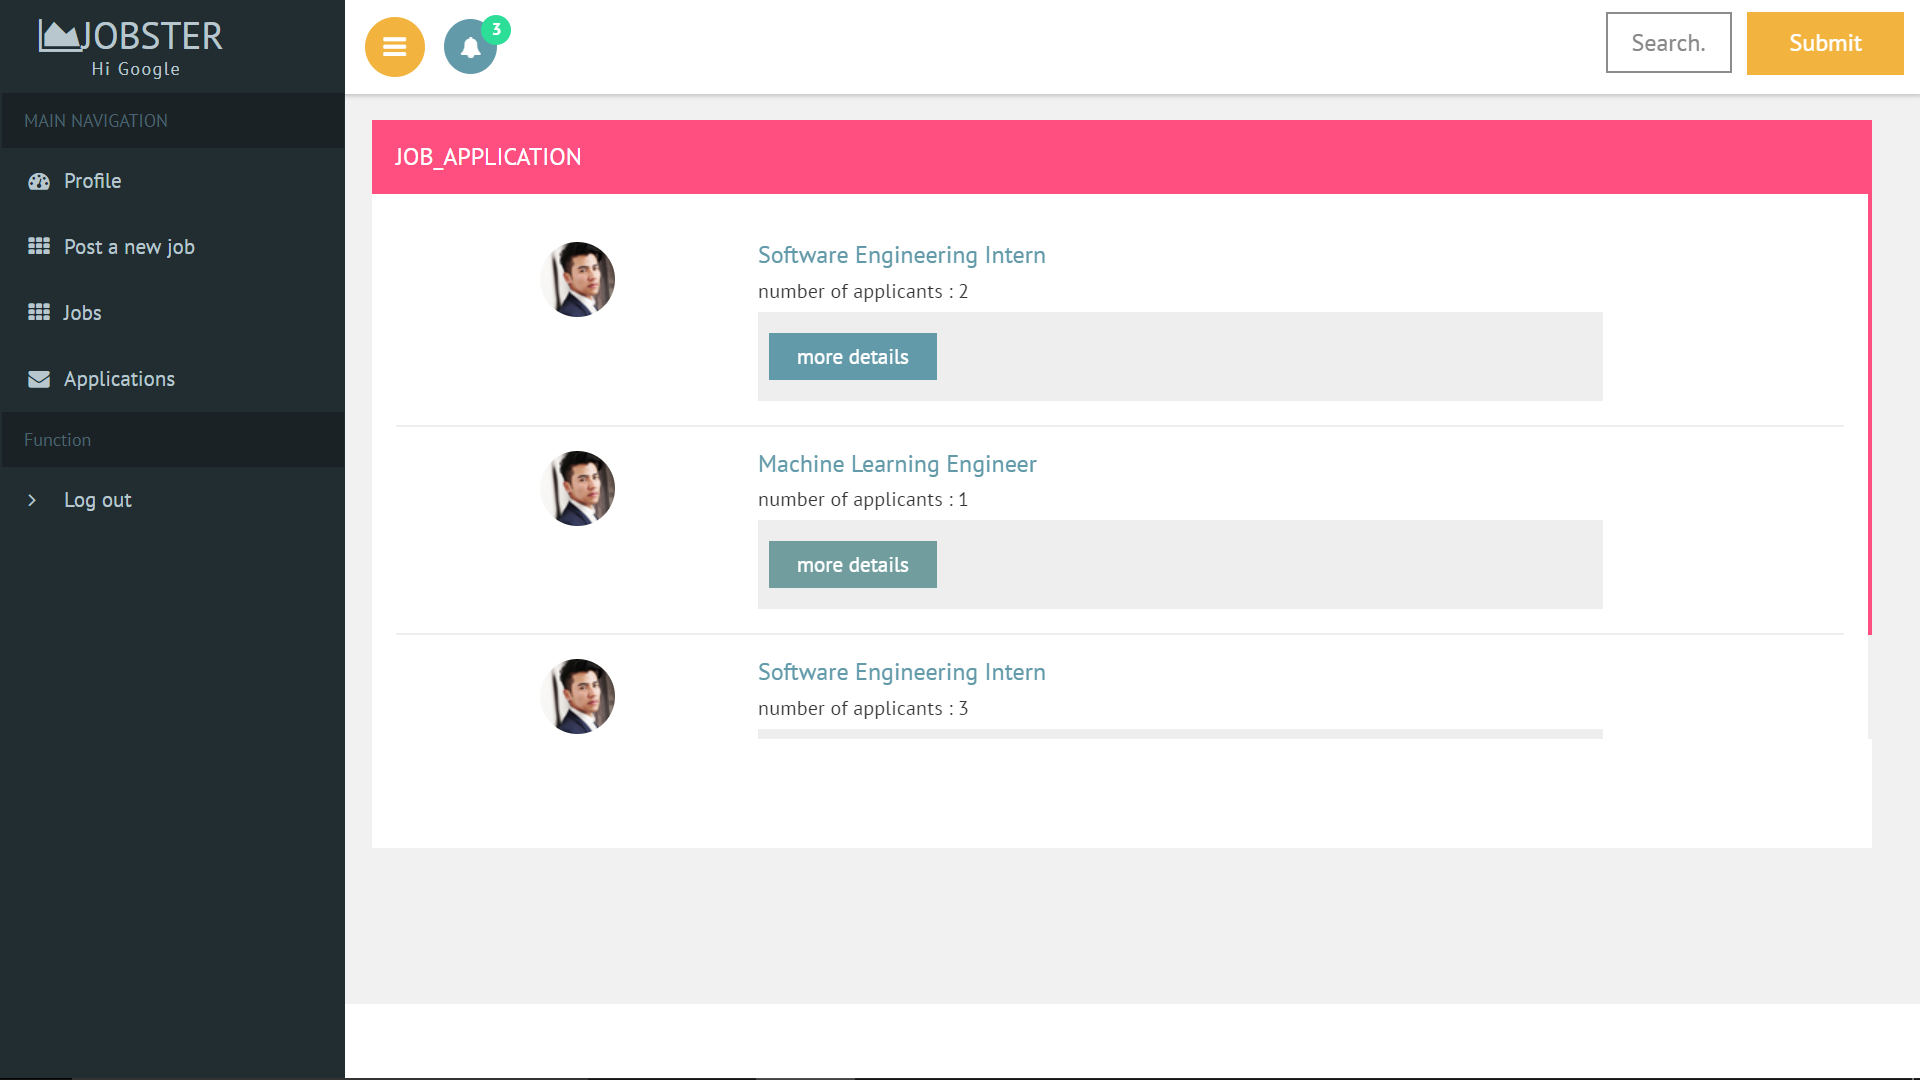 JOBSTER
Hi Google
MAIN NAVIGATION
Profile
Post a new job
Jobs
Applications
Function
Log out
3
Search.
Submit
JOB_APPLICATION
Software Engineering Intern
number of applicants : 2
more details
Machine Learning Engineer
number of applicants : 1
more details
Software Engineering Intern
number of applicants : 3